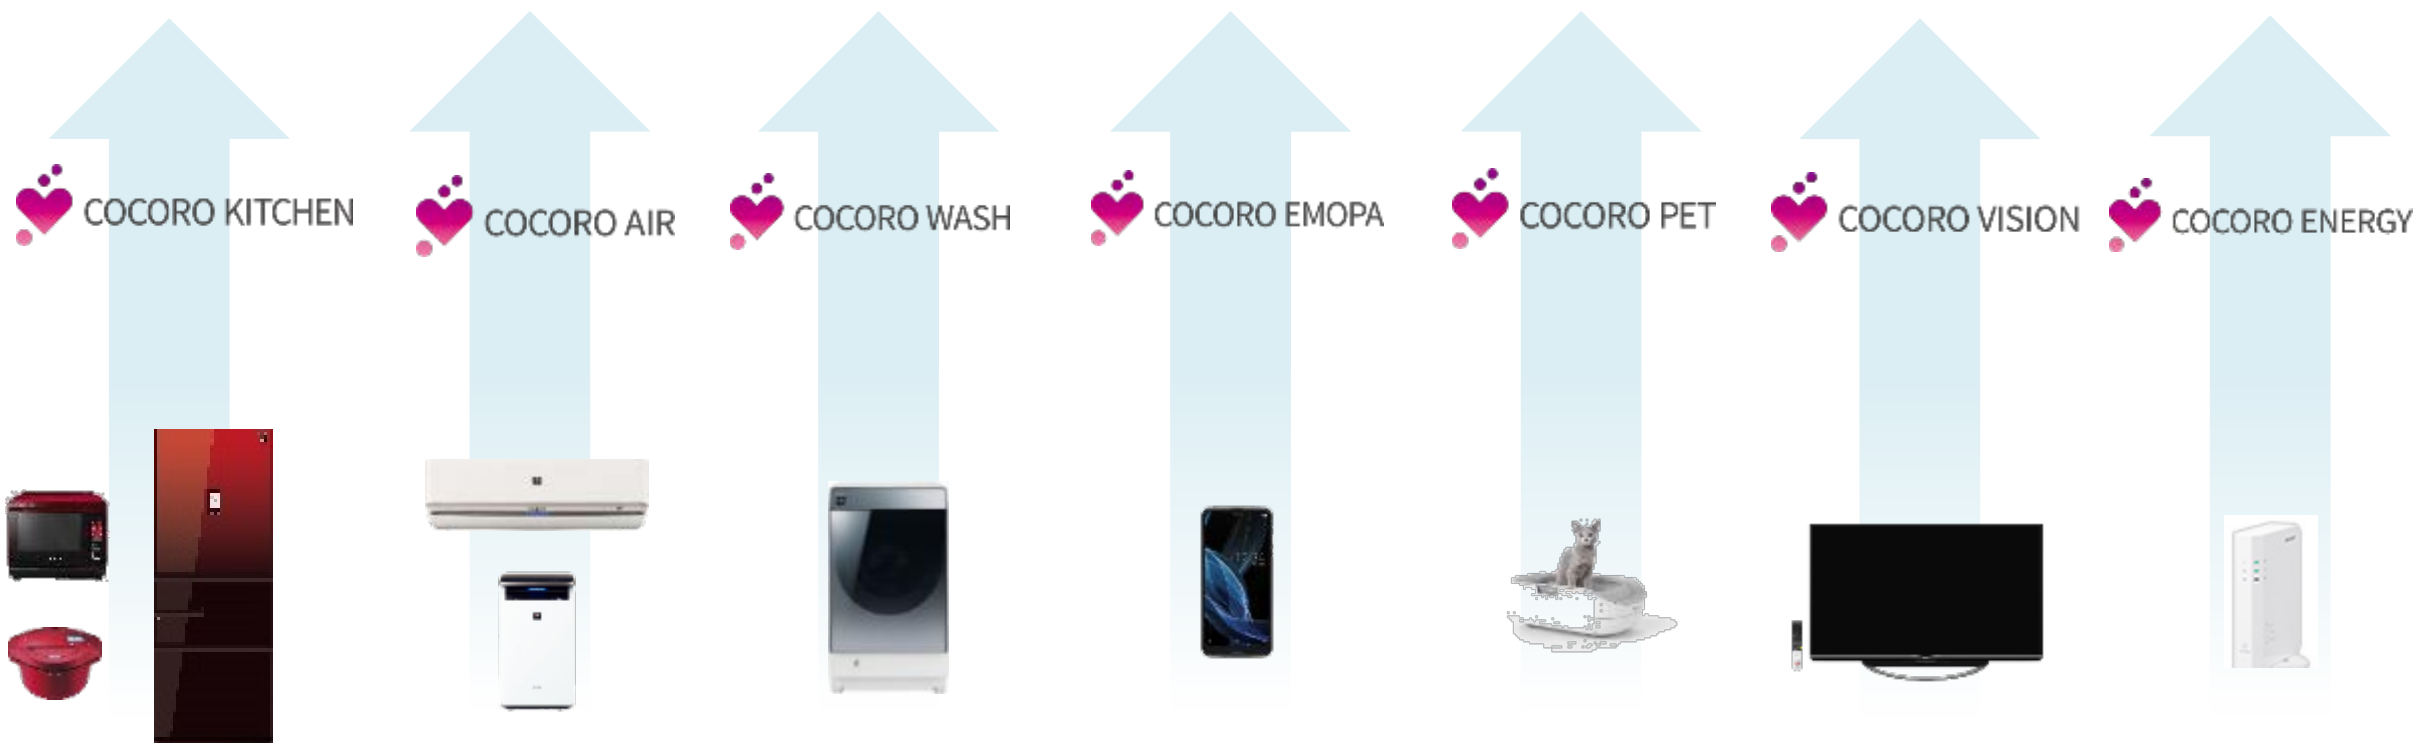 COCORO KITCHEN
COCORO AIR
COCORO WASH
COCORO EMOPA
COCORO PET
COCORO VISION
COCORO ENERGY